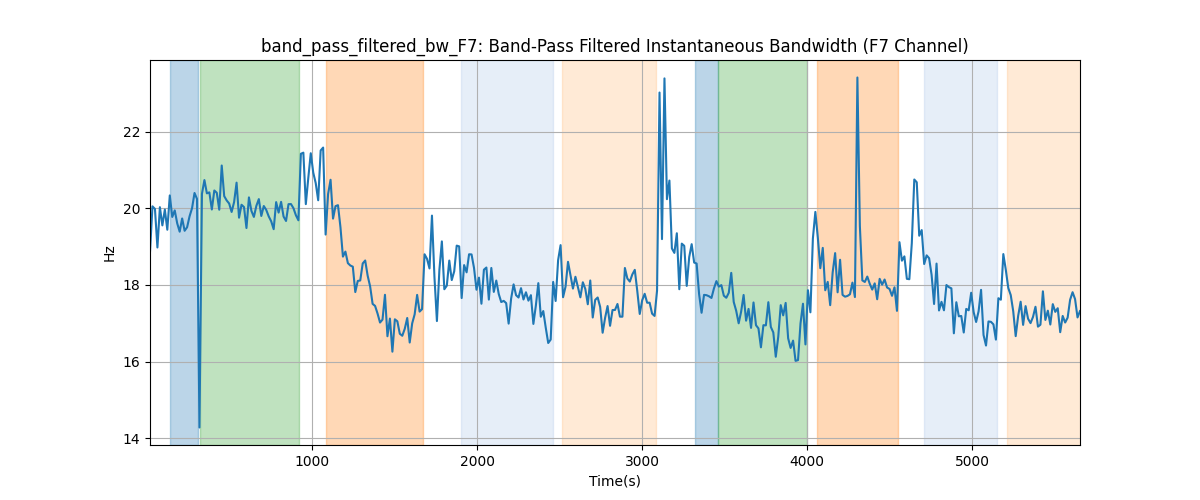 band_pass_filtered_bw_F7: Band-Pass Filtered Instantaneous Bandwidth (F7 Channel)
22
20
18
16
14
Hz
1000 2000 3000 4000 5000
Time(s)